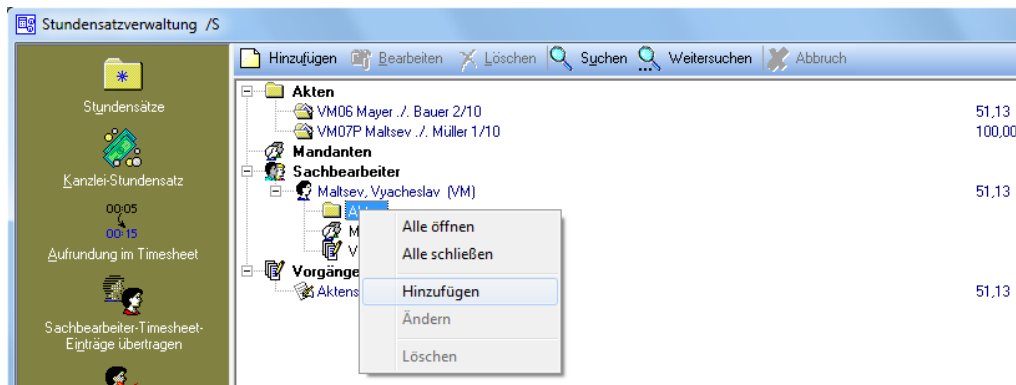 Stundensatzverwaltung /S
Hinzufügen Bearbeiten Löschen Suchen Weitersuchen Abbruch
Stundensätze
Kanzlei-Stundensatz
00:05
00:15
Aufrundung im Timesheet
Sachbearbeiter-Timesheet-
Einträge übertragen
Akten
VM06 Mayer ./. Bauer 2/10 51,13
VM07P Maltsev ./. Müller 1/10 100,00
Mandanten
Sachbearbeiter
Maltsev, Vyacheslav (VM) 51,13
M
V
Vorgänge
Aktens 51,13
Alle öffnen
Alle schließen
Hinzufügen
Ändern
Löschen